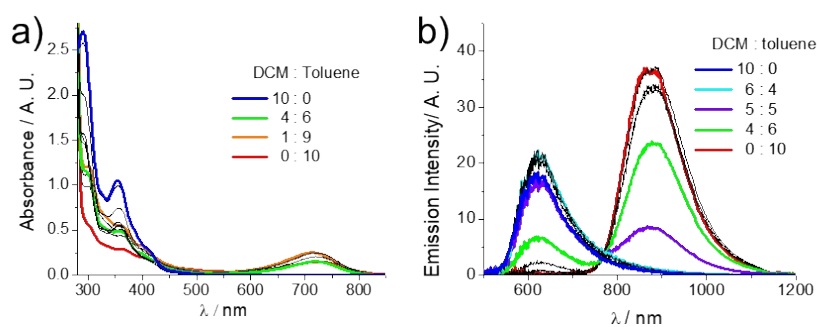 a)
Absorbance / A. U.
2.5
2.0
1.5
1.0
0.5
0.0
300 400 500 600 700 800
λ / nm
DCM : Toluene
10 : 0
4 : 6
1 : 9
0 : 10
b)
Emission Intensity/ A. U.
40
30
20
10
0
600 800 1000 1200
λ / nm
DCM : toluene
10 : 0
6 : 4
5 : 5
4 : 6
0 : 10